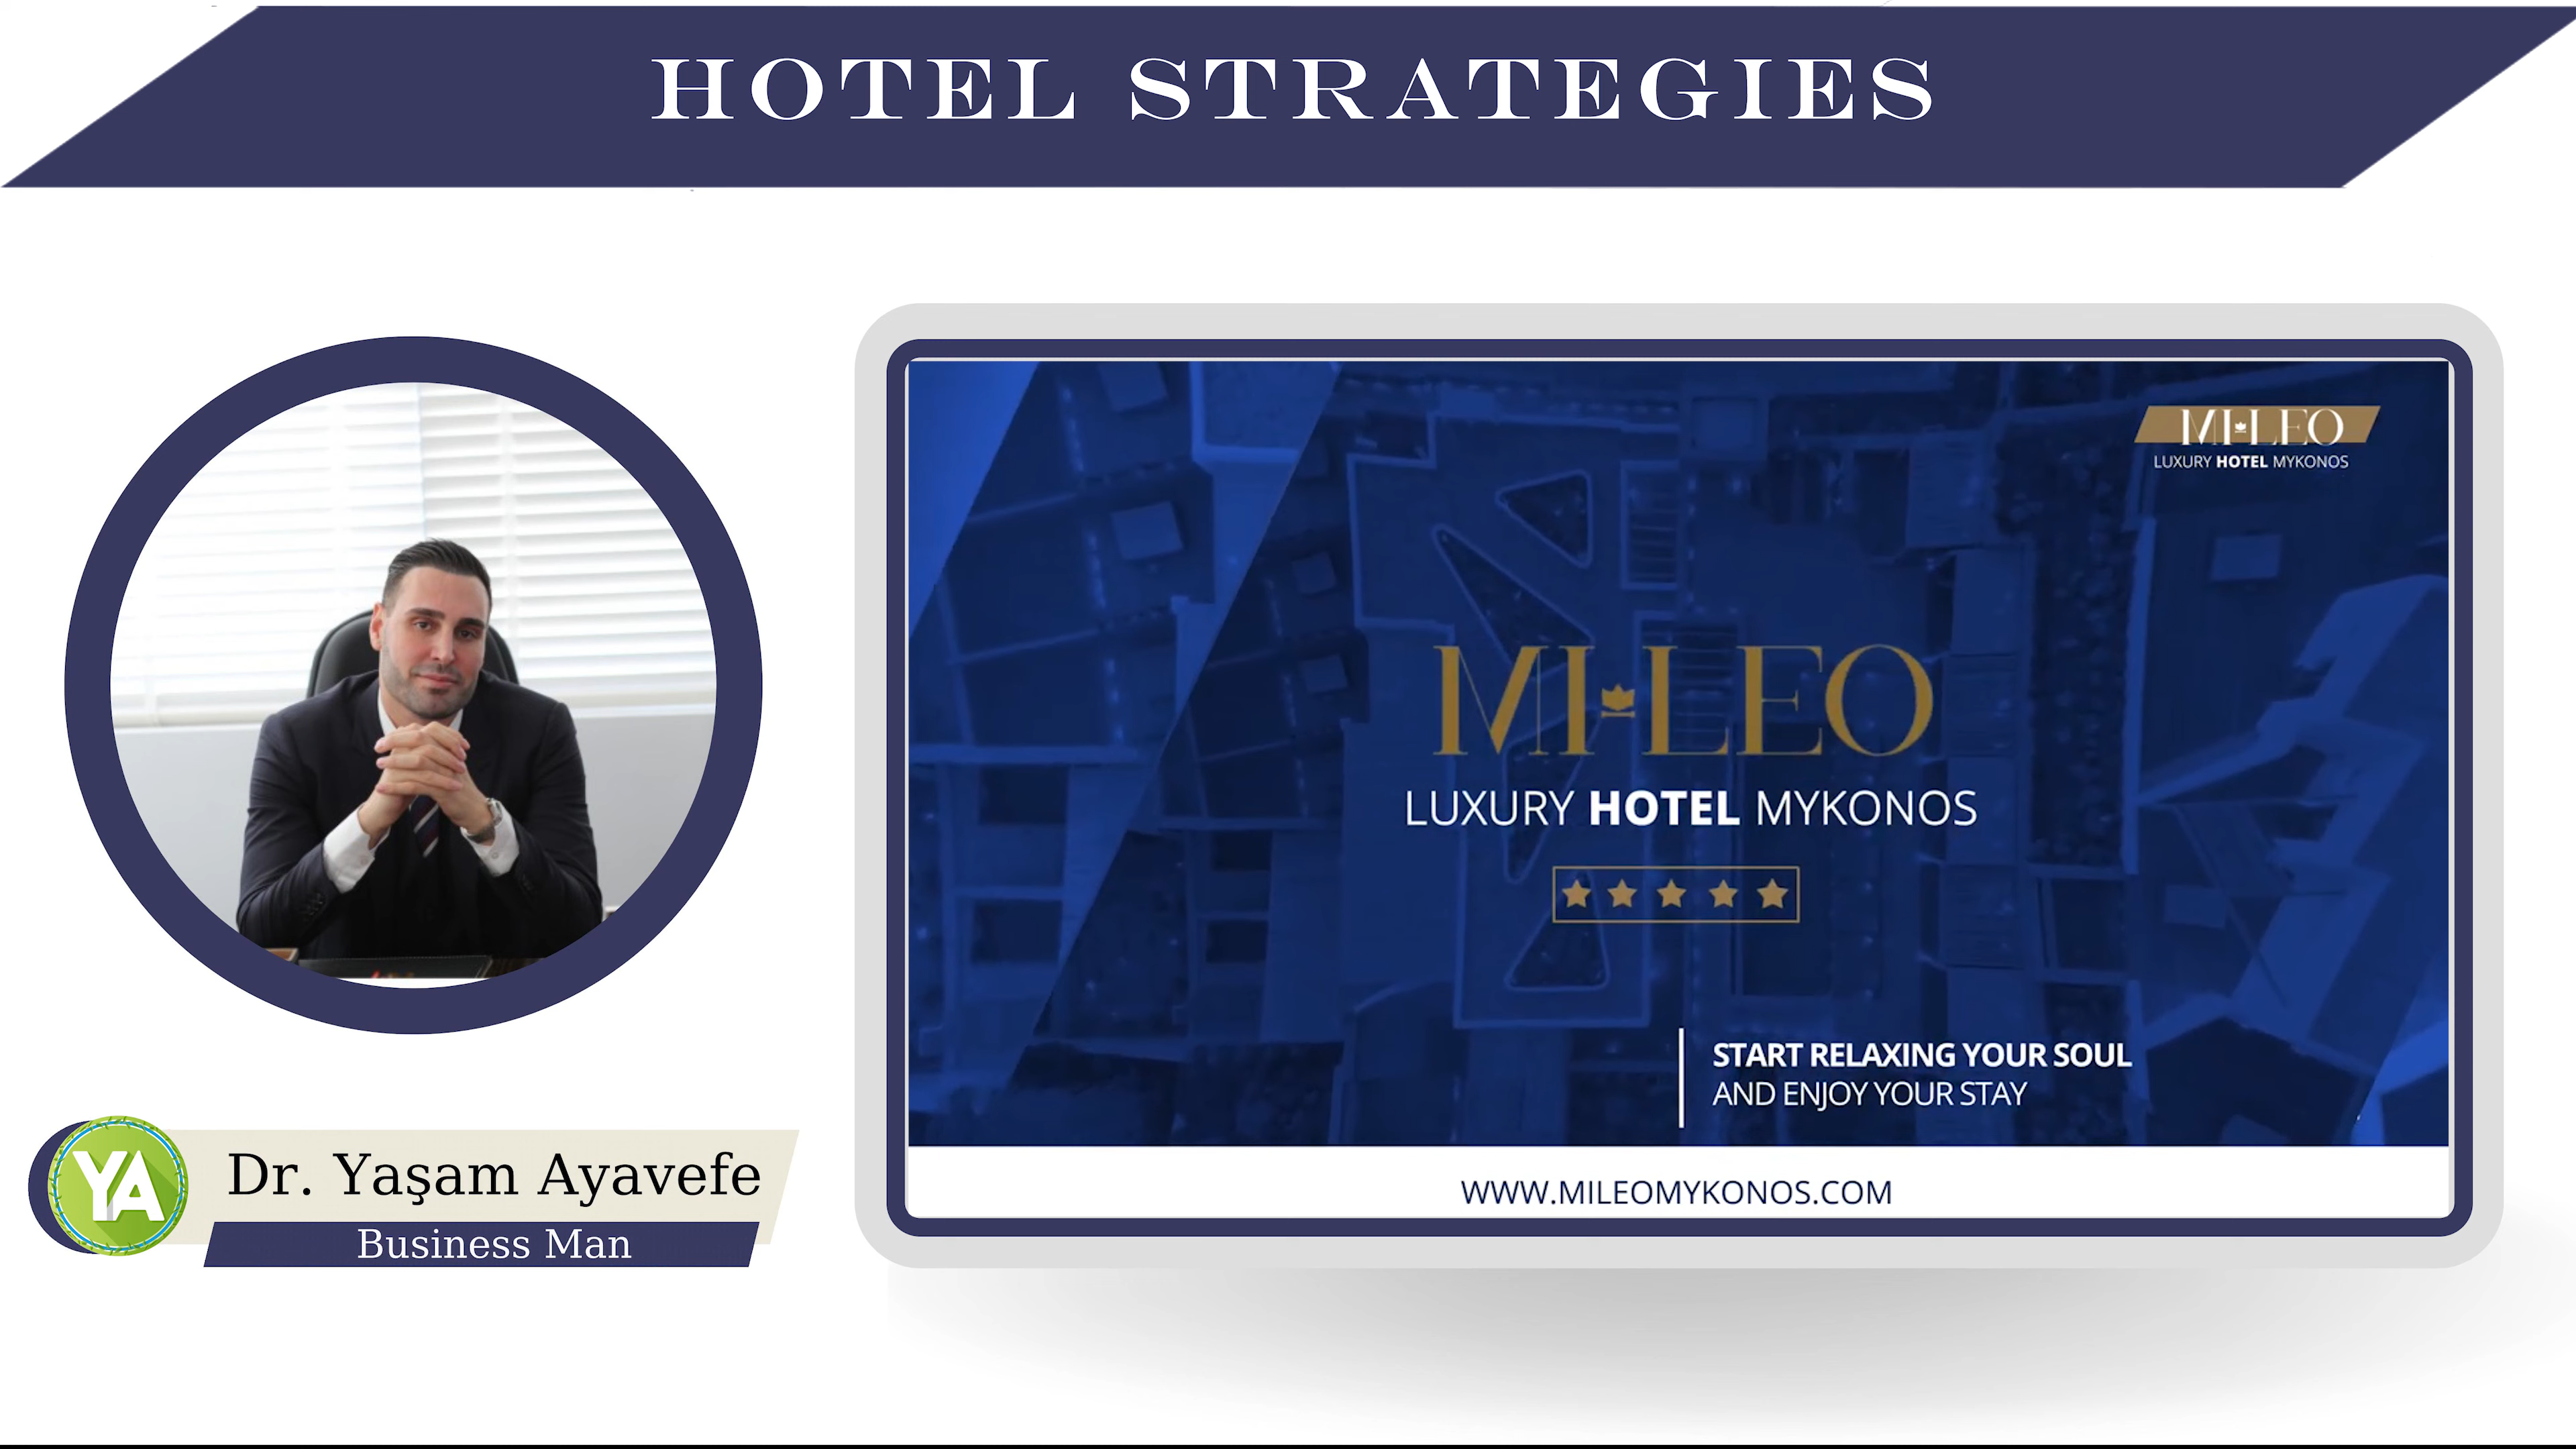 HOTEL STRATEGIES
MI LEO
LUXURY HOTEL MYKONOS
MI LEO
LUXURY HOTEL MYKONOS
START RELAXING YOUR SOUL
AND ENJOY YOUR STAY
WWW.MILEOMYKONOS.COM
YA
Dr. Yaşam Ayavefe
Business Man